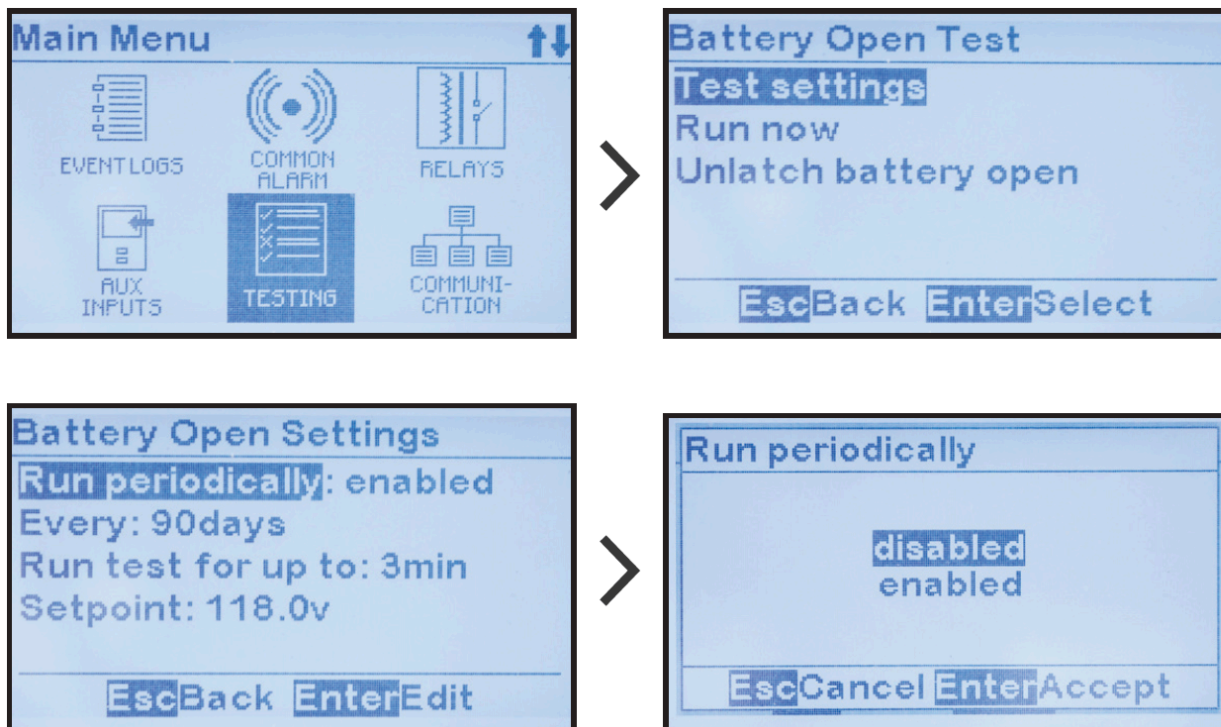 Main Menu
EVENT LOGS
COMMON
ALARM
RELAYS
AUX
INPUTS
TESTING
COMMUNI-
CATION
Battery Open Test
Test settings
Run now
Unlatch battery open
EscBack EnterSelect
Battery Open Settings
Run periodically: enabled
Every: 90days
Run test for up to: 3min
Setpoint: 118.0v
EscBack EnterEdit
Run periodically
disabled
enabled
EscCancel EnterAccept